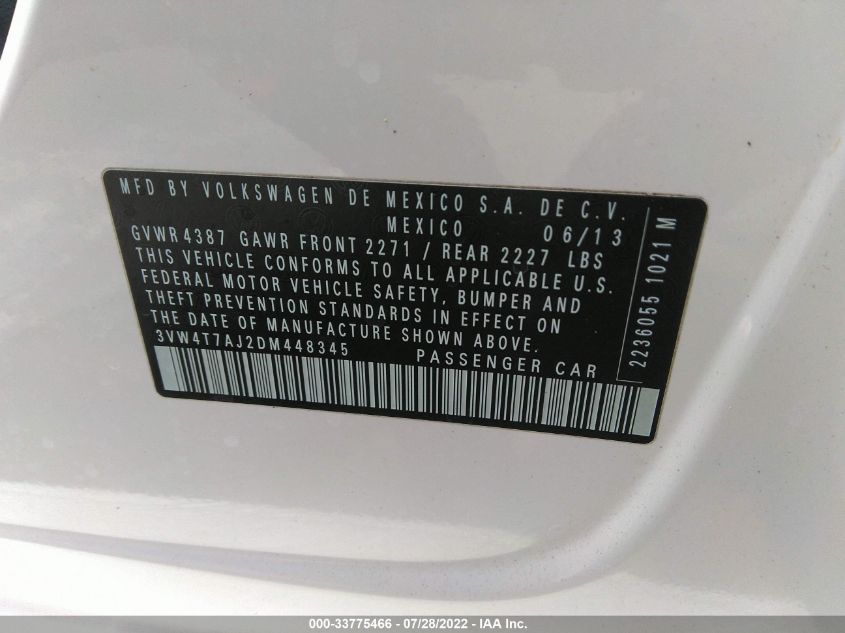 MFD BY VOLKSWAGEN DE MEXICO S.A. DE C.V.
MEXICO 06/13
GVWR 4387 GAWR FRONT 2271 / REAR 2227 LBS
THIS VEHICLE CONFORMS TO ALL APPLICABLE U.S.
FEDERAL MOTOR VEHICLE SAFETY, BUMPER AND
THEFT PREVENTION STANDARDS IN EFFECT ON
THE DATE OF MANUFACTURE SHOWN ABOVE.
3VW4T7AJ2DM448345 PASSENGER CAR
2236055 1021 M
000-33775466 - 07/28/2022 - IAA Inc.